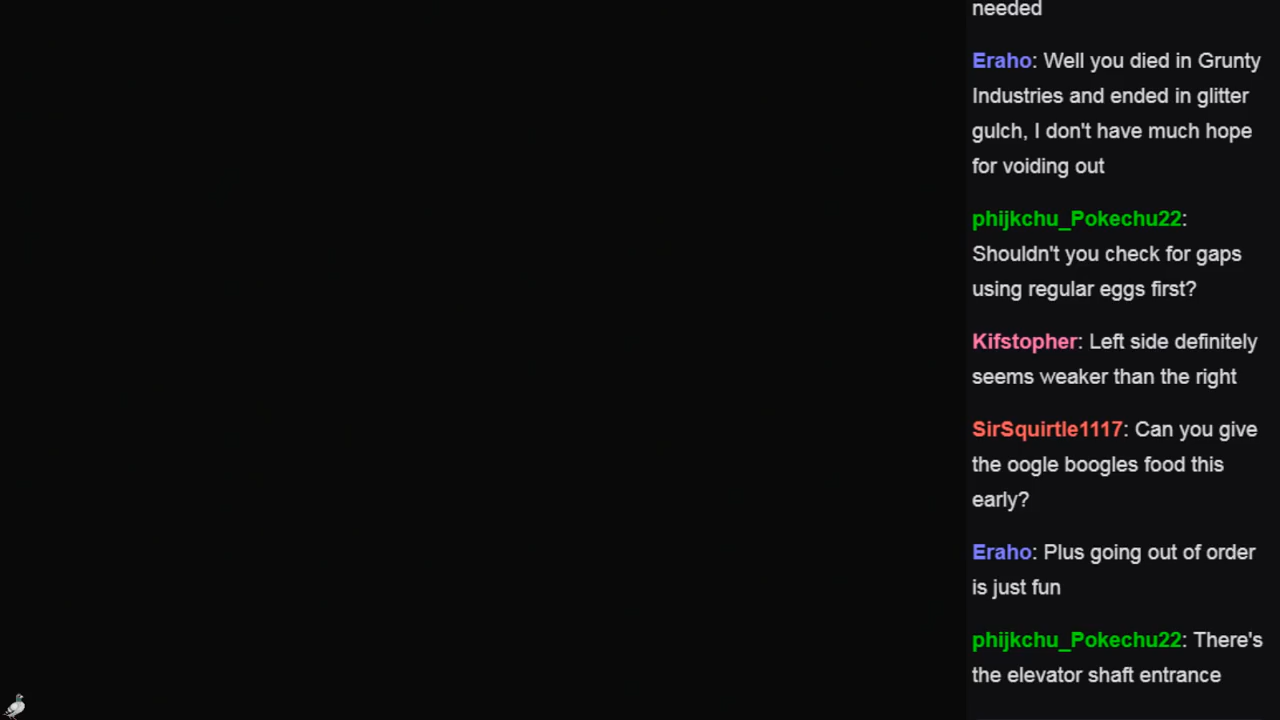 needed
Eraho: Well you died in Grunty
Industries and ended in glitter
gulch, I don't have much hope
for voiding out
phijkchu_Pokechu22:
Shouldn't you check for gaps
using regular eggs first?
Kifstopher: Left side definitely
seems weaker than the right
SirSquirtle1117: Can you give
the oogle boogles food this
early?
Eraho: Plus going out of order
is just fun
phijkchu_Pokechu22: There's
the elevator shaft entrance